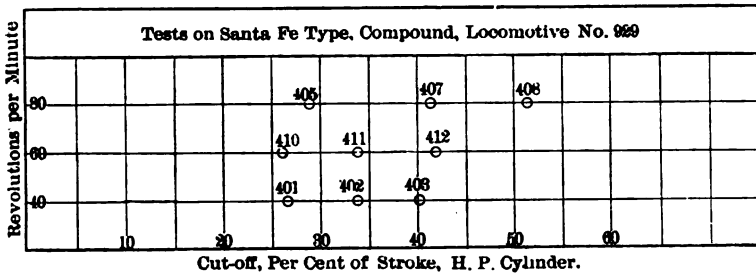 Tests on Santa Fe Type, Compound, Locomotive No. 929
Revolutions per Minute
405 407 408
80
410 411 412
60
401 402 403
40
10 20 30 40 50 60
Cut-off, Per Cent of Stroke, H. P. Cylinder.